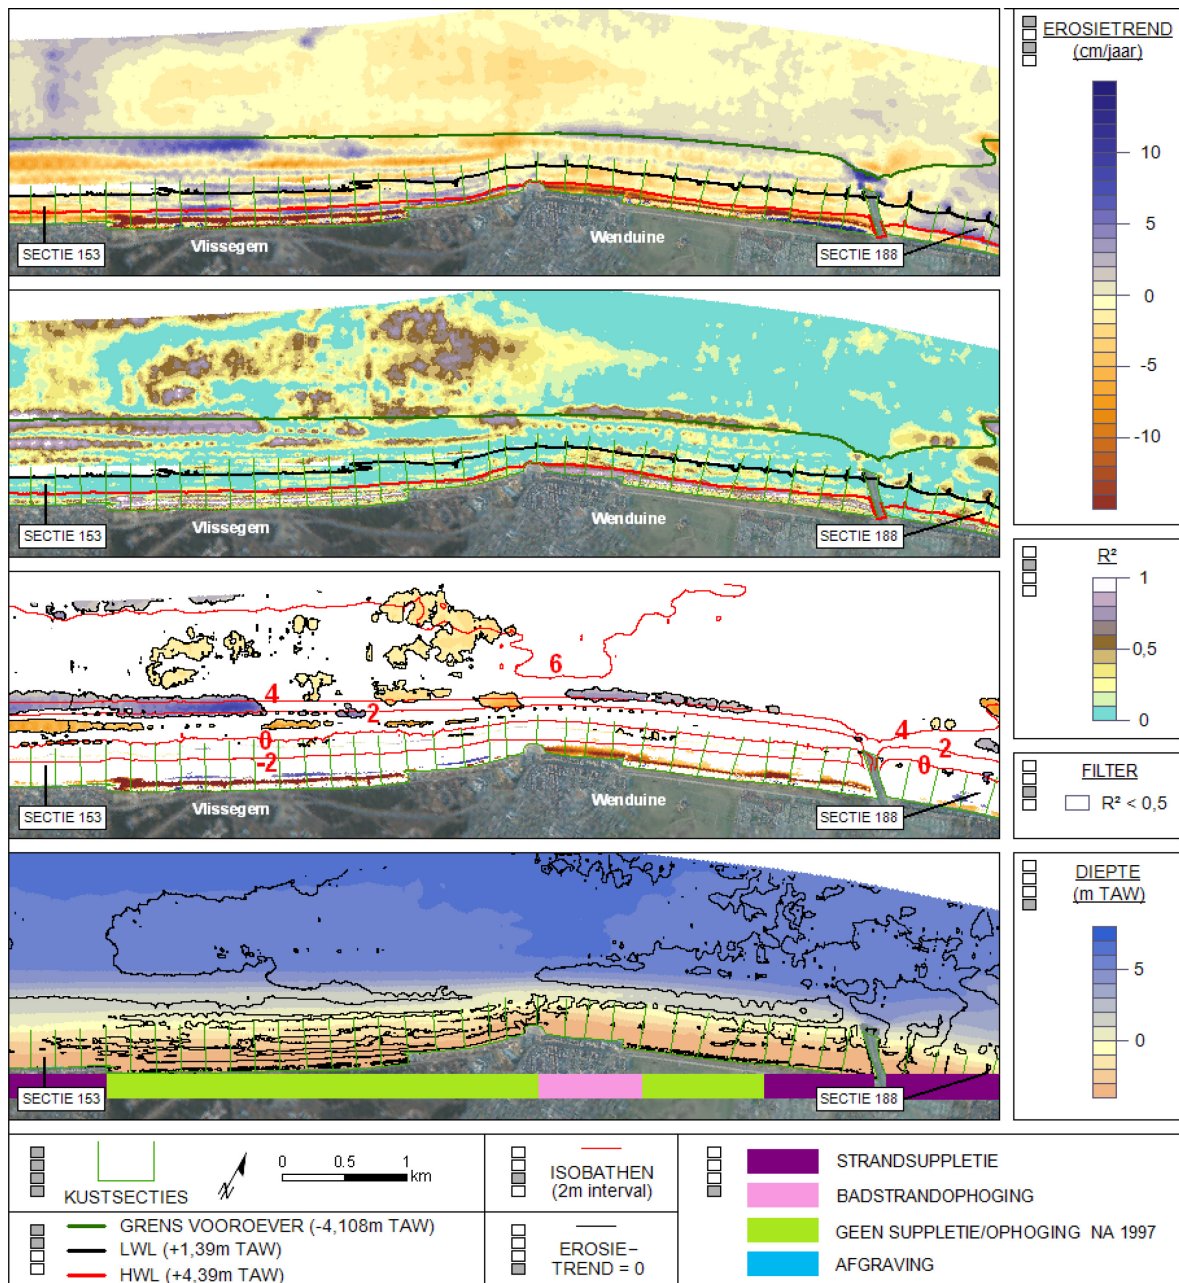 EROSIETREND
(cm/jaar)
10
5
0
-5
-10
Vlissegem
Wenduine
SECTIE 153
SECTIE 188
R²
1
0,5
0
Vlissegem
Wenduine
SECTIE 153
SECTIE 188
6
4
2
0
-2
4
2
0
Vlissegem
Wenduine
SECTIE 153
SECTIE 188
FILTER
R² < 0,5
DIEPTE
(m TAW)
5
0
SECTIE 153
SECTIE 188
KUSTSECTIES
N
0 0.5 1
km
ISOBATHEN
(2m interval)
STRANDSUPPLETIE
BADSTRANDOPHOGING
GEEN SUPPLETIE/OPHOGING NA 1997
AFGRAVING
GRENS VOOROEVER (-4,108m TAW)
LWL (+1,39m TAW)
HWL (+4,39m TAW)
EROSIE-
TREND = 0